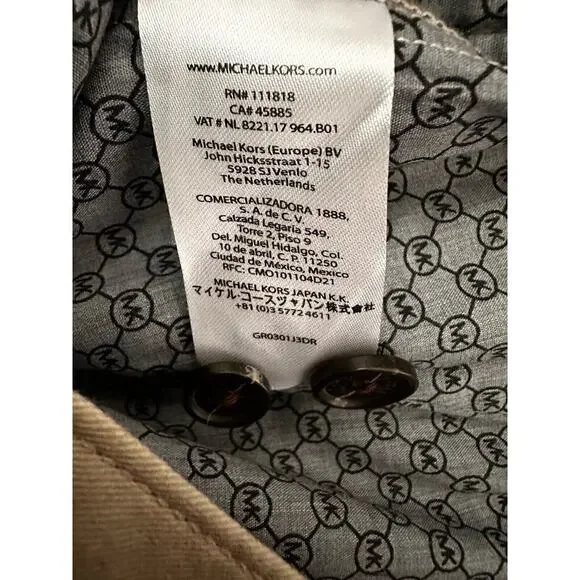 www.MICHAELKORS.com
RN# 111818
CA# 45885
VAT # NL 8221.17 964.B01
Michael Kors (Europe) BV
John Hicksstraat 1-15
5928 SJ Venlo
The Netherlands
COMERCIALIZADORA 1888,
S. A. de C. V.
Calzada Legaria 549,
Torre 2, Piso 9
Del. Miguel Hidalgo, Col.
10 de abril, C. P. 11250
Ciudad de México, Mexico
RFC: CMO101104D21
MICHAEL KORS JAPAN K.K.
マイケル・コースジャパン株式会社
+81 (0)3 5772 4611
GR0301J3DR
MK